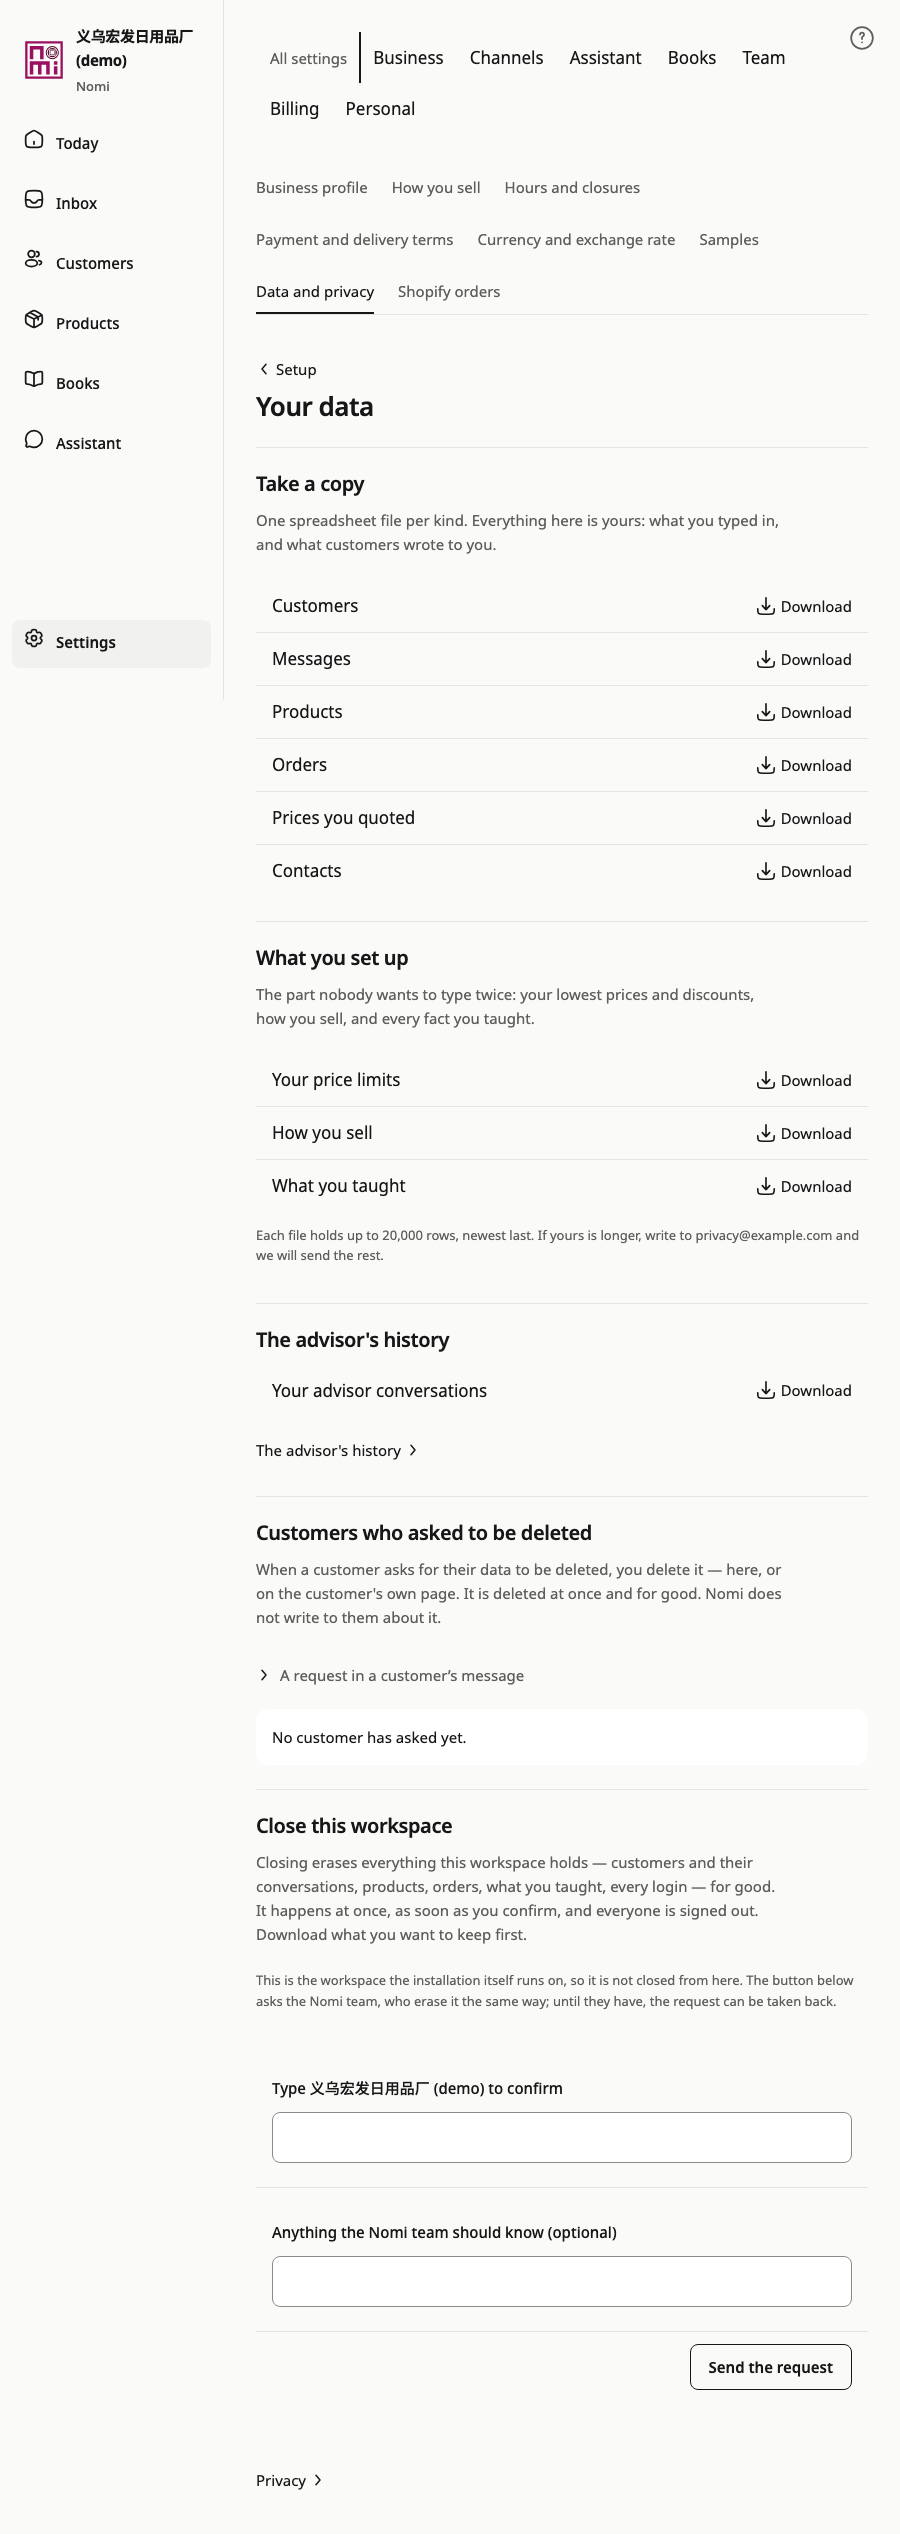 义乌宏发日用品厂
(demo)
Nomi
Today
Inbox
Customers
Products
Books
Assistant
Settings
All settings
Business
Channels
Assistant
Books
Team
Billing
Personal
Business profile
How you sell
Hours and closures
Payment and delivery terms
Currency and exchange rate
Samples
Data and privacy
Shopify orders
Setup
Your data
Take a copy
One spreadsheet file per kind. Everything here is yours: what you typed in,
and what customers wrote to you.
Customers
Download
Messages
Download
Products
Download
Orders
Download
Prices you quoted
Download
Contacts
Download
What you set up
The part nobody wants to type twice: your lowest prices and discounts,
how you sell, and every fact you taught.
Your price limits
Download
How you sell
Download
What you taught
Download
Each file holds up to 20,000 rows, newest last. If yours is longer, write to privacy@example.com and
we will send the rest.
The advisor's history
Your advisor conversations
Download
The advisor's history
Customers who asked to be deleted
When a customer asks for their data to be deleted, you delete it — here, or
on the customer's own page. It is deleted at once and for good. Nomi does
not write to them about it.
A request in a customer’s message
No customer has asked yet.
Close this workspace
Closing erases everything this workspace holds — customers and their
conversations, products, orders, what you taught, every login — for good.
It happens at once, as soon as you confirm, and everyone is signed out.
Download what you want to keep first.
This is the workspace the installation itself runs on, so it is not closed from here. The button below
asks the Nomi team, who erase it the same way; until they have, the request can be taken back.
Type 义乌宏发日用品厂 (demo) to confirm
Anything the Nomi team should know (optional)
Send the request
Privacy